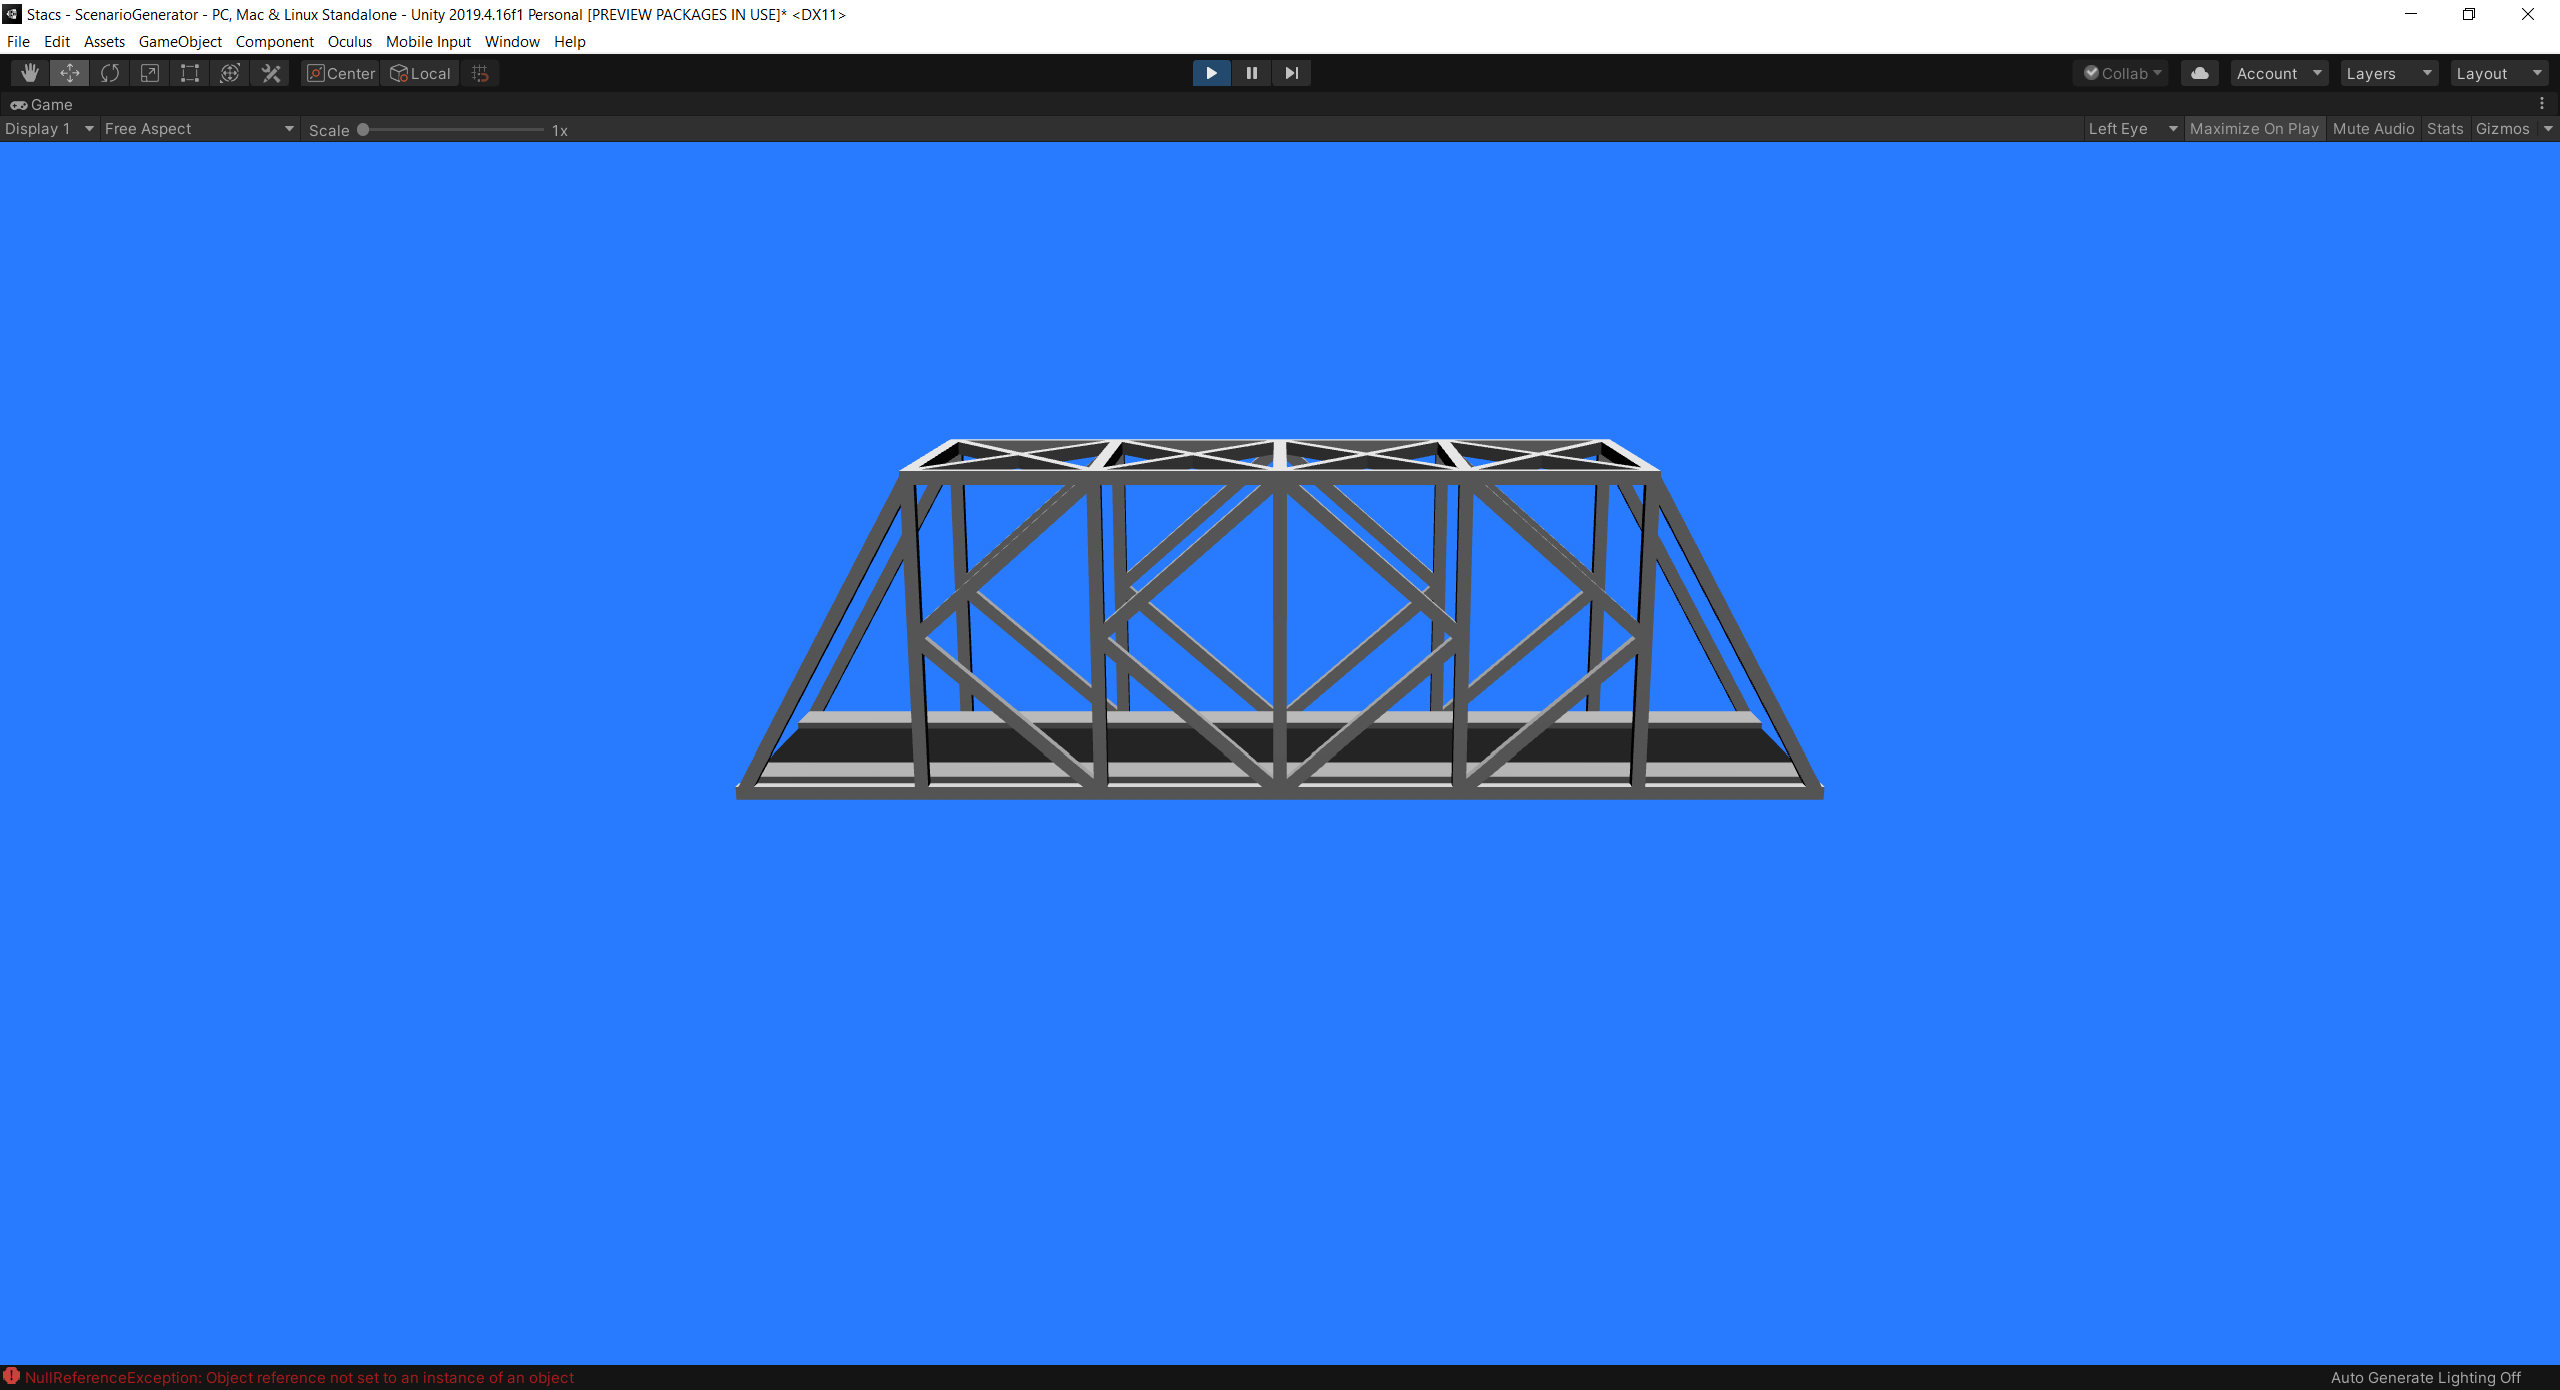 Stacs - ScenarioGenerator - PC, Mac & Linux Standalone - Unity 2019.4.16f1 Personal [PREVIEW PACKAGES IN USE]* <DX11>
File Edit Assets GameObject Component Oculus Mobile Input Window Help
Center Local Collab Account Layers Layout
Game
Display 1 Free Aspect Scale 1x Left Eye Maximize On Play Mute Audio Stats Gizmos
NullReferenceException: Object reference not set to an instance of an object Auto Generate Lighting Off